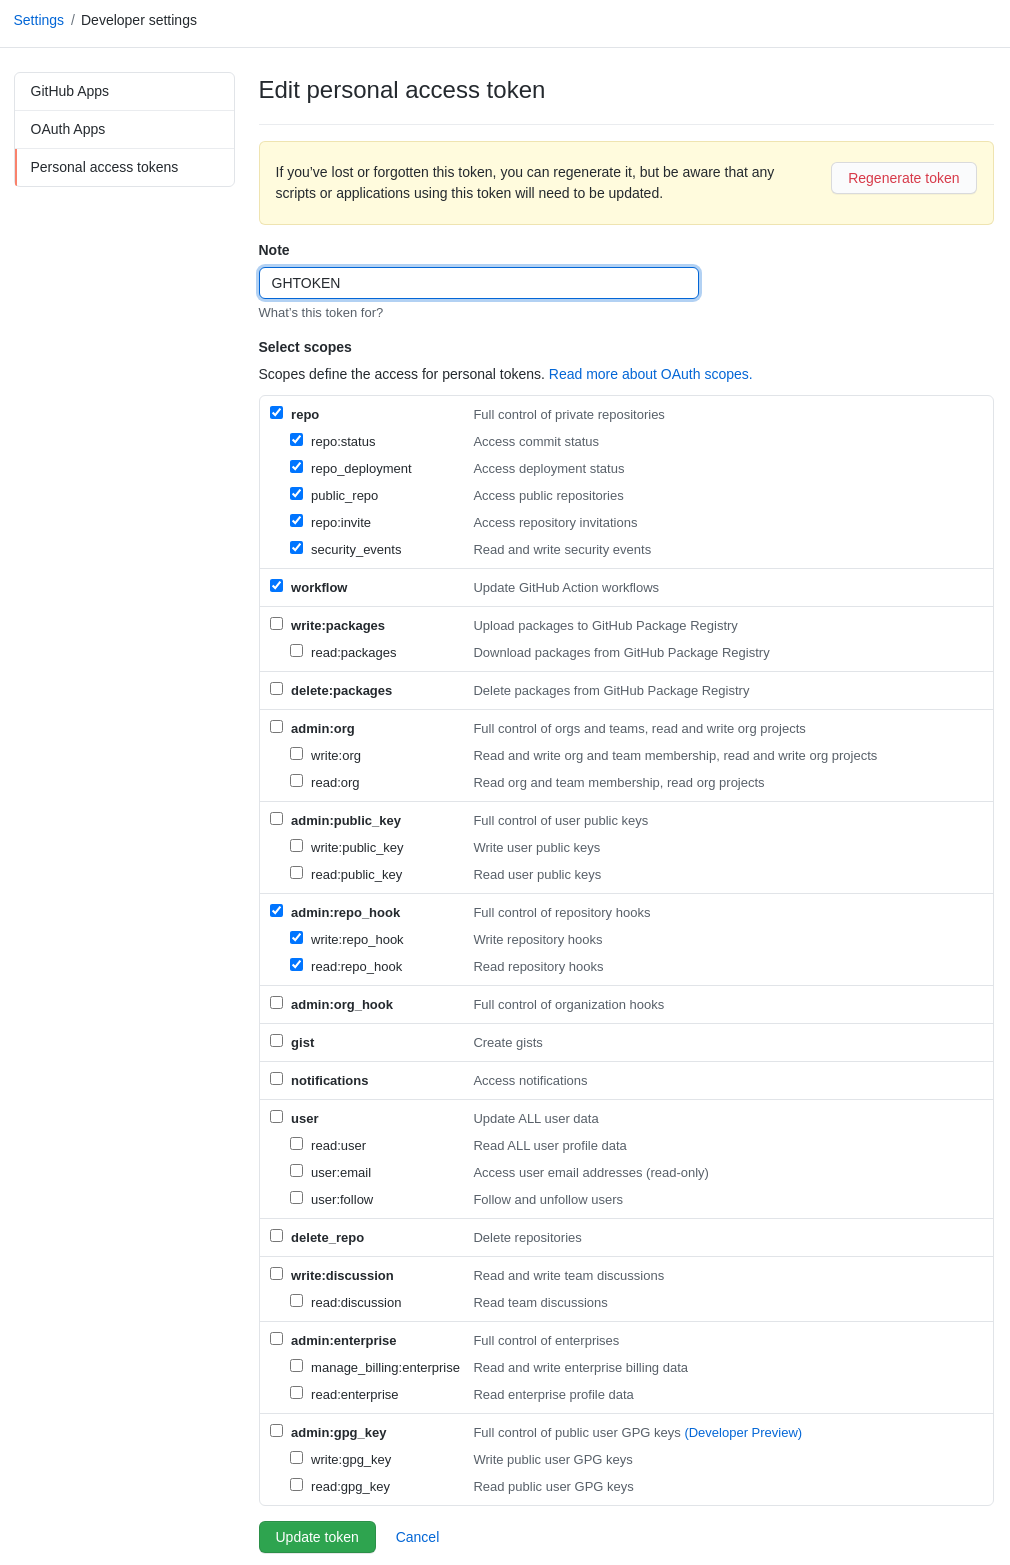 Settings / Developer settings
GitHub Apps
OAuth Apps
Personal access tokens
Edit personal access token
If you’ve lost or forgotten this token, you can regenerate it, but be aware that any
scripts or applications using this token will need to be updated.
Regenerate token
Note
GHTOKEN
What’s this token for?
Select scopes
Scopes define the access for personal tokens. Read more about OAuth scopes.
repo Full control of private repositories
repo:status Access commit status
repo_deployment Access deployment status
public_repo Access public repositories
repo:invite Access repository invitations
security_events Read and write security events
workflow Update GitHub Action workflows
write:packages Upload packages to GitHub Package Registry
read:packages Download packages from GitHub Package Registry
delete:packages Delete packages from GitHub Package Registry
admin:org Full control of orgs and teams, read and write org projects
write:org Read and write org and team membership, read and write org projects
read:org Read org and team membership, read org projects
admin:public_key Full control of user public keys
write:public_key Write user public keys
read:public_key Read user public keys
admin:repo_hook Full control of repository hooks
write:repo_hook Write repository hooks
read:repo_hook Read repository hooks
admin:org_hook Full control of organization hooks
gist Create gists
notifications Access notifications
user Update ALL user data
read:user Read ALL user profile data
user:email Access user email addresses (read-only)
user:follow Follow and unfollow users
delete_repo Delete repositories
write:discussion Read and write team discussions
read:discussion Read team discussions
admin:enterprise Full control of enterprises
manage_billing:enterprise Read and write enterprise billing data
read:enterprise Read enterprise profile data
admin:gpg_key Full control of public user GPG keys (Developer Preview)
write:gpg_key Write public user GPG keys
read:gpg_key Read public user GPG keys
Update token Cancel